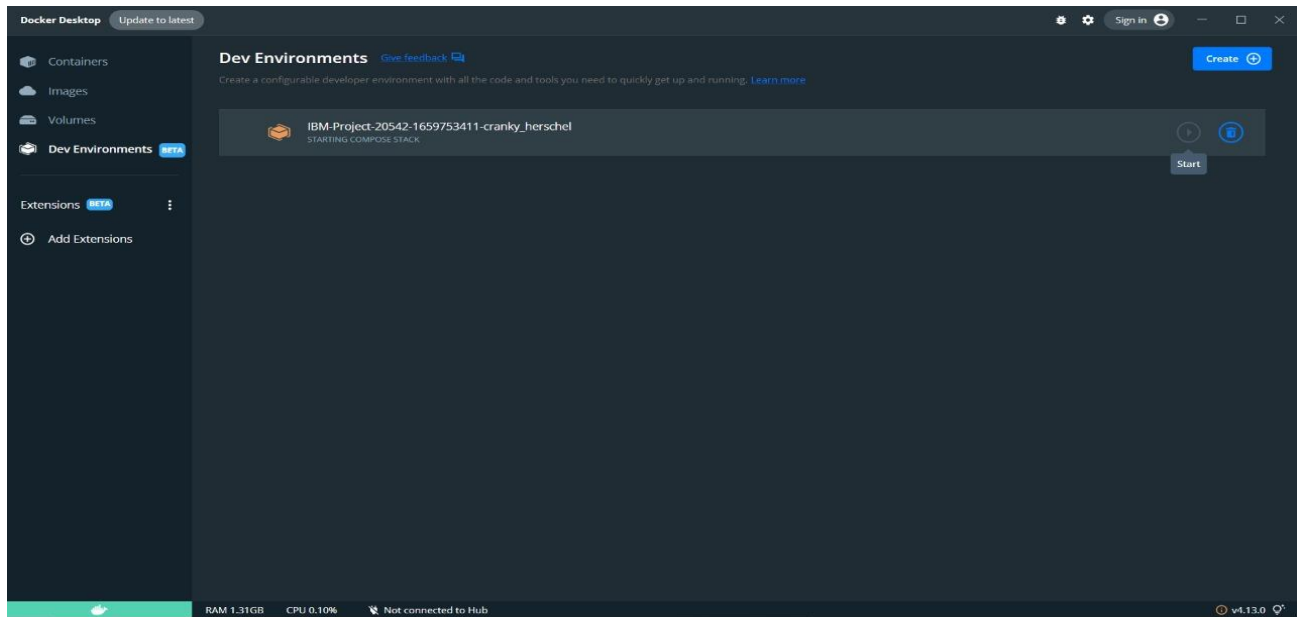 Docker Desktop Update to latest
Sign in
Containers
Images
Volumes
Dev Environments BETA
Extensions BETA
Add Extensions
Dev Environments Give feedback
Create
Create a configurable developer environment with all the code and tools you need to quickly get up and running. Learn more
IBM-Project-20542-1659753411-cranky_herschel
STARTING COMPOSE STACK
Start
RAM 1.31GB CPU 0.10% Not connected to Hub
v4.13.0